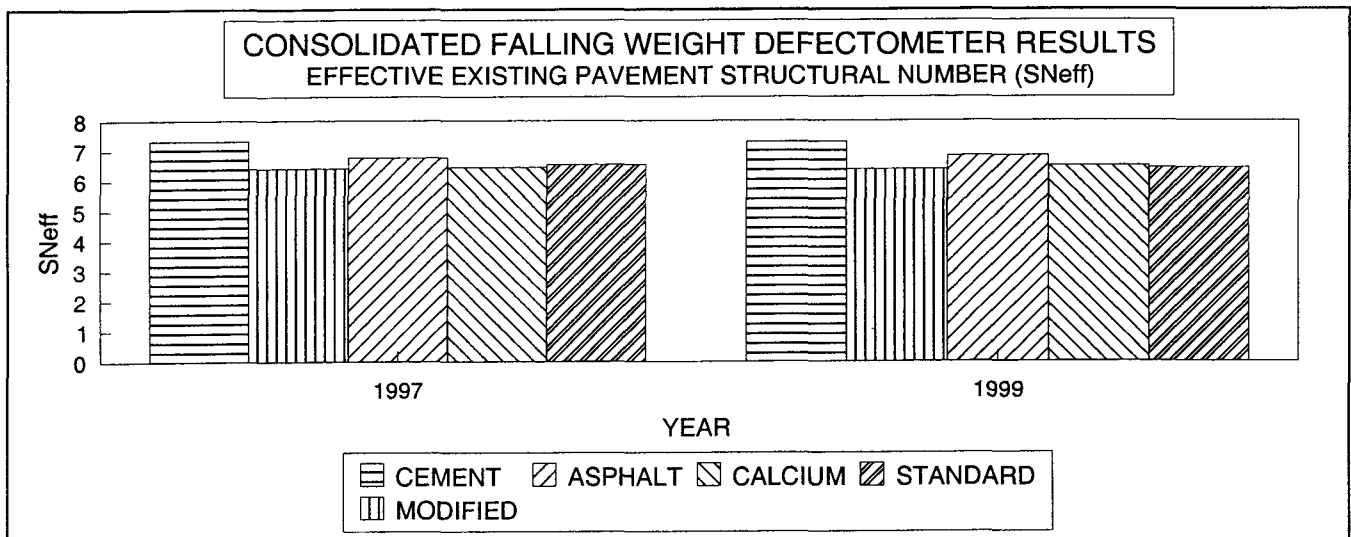 CONSOLIDATED FALLING WEIGHT DEFECTOMETER RESULTS
EFFECTIVE EXISTING PAVEMENT STRUCTURAL NUMBER (SNeff)
8
7
6
5
4
3
2
1
0
SNeff
1997 1999
YEAR
CEMENT ASPHALT CALCIUM STANDARD
MODIFIED